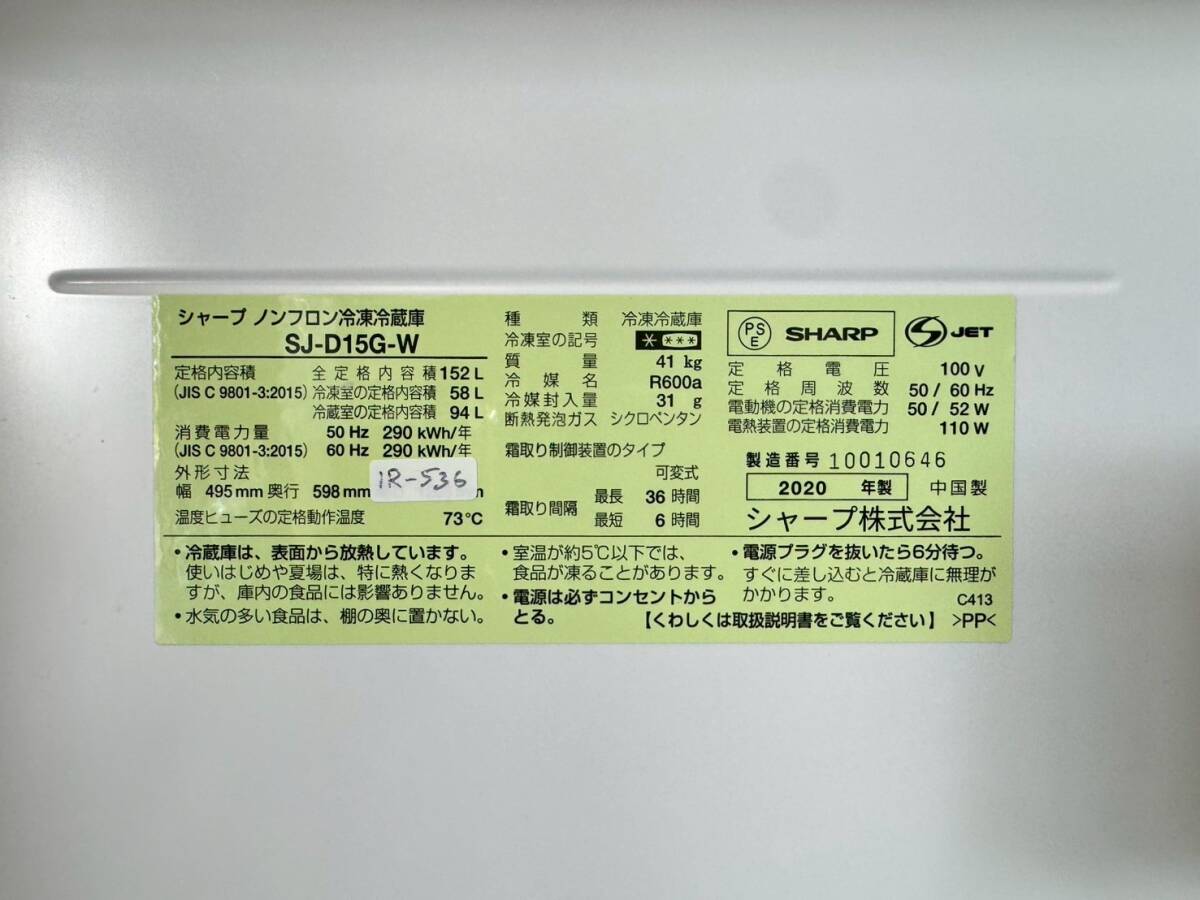 シャープ ノンフロン冷凍冷蔵庫
SJ-D15G-W
定格内容積 全定格内容積 152 L
(JIS C 9801-3:2015) 冷凍室の定格内容積 58 L
冷蔵室の定格内容積 94 L
消費電力量 50 Hz 290 kWh/年
(JIS C 9801-3:2015) 60 Hz 290 kWh/年
外形寸法
幅 495 mm 奥行 598 mm
IR-536
温度ヒューズの定格動作温度 73℃
種類 冷凍冷蔵庫
冷凍室の記号 * ***
質量 41 kg
冷媒名 R600a
冷媒封入量 31 g
断熱発泡ガス シクロペンタン
霜取り制御装置のタイプ
可変式
霜取り間隔 最長 36 時間
最短 6 時間
PSE SHARP JET
定格電圧 100 V
定格周波数 50 / 60 Hz
電動機の定格消費電力 50 / 52 W
電熱装置の定格消費電力 110 W
製造番号 10010646
2020 年製 中国製
シャープ株式会社
・冷蔵庫は、表面から放熱しています。
使いはじめや夏場は、特に熱くなりま
すが、庫内の食品には影響ありません。
・水気の多い食品は、棚の奥に置かない。
・室温が約5℃以下では、
食品が凍ることがあります。
・電源は必ずコンセントから
とる。
・電源プラグを抜いたら6分待つ。
すぐに差し込むと冷蔵庫に無理が
かかります。 C413
【くわしくは取扱説明書をご覧ください】 >PP<